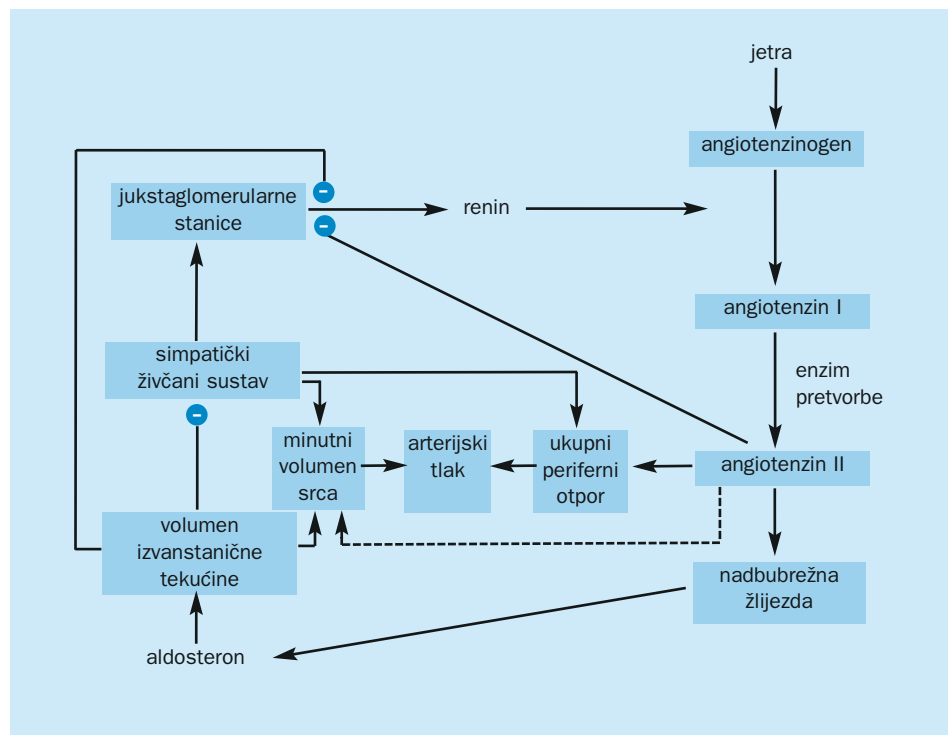 jetra
angiotenzinogen
-
jukstaglomerularne
stanice
renin
-
angiotenzin I
simpatički
živčani sustav
enzim
pretvorbe
-
minutni
volumen
srca
arterijski
tlak
ukupni
periferni
otpor
angiotenzin II
volumen
izvanstanične
tekućine
nadbubrežna
žlijezda
aldosteron